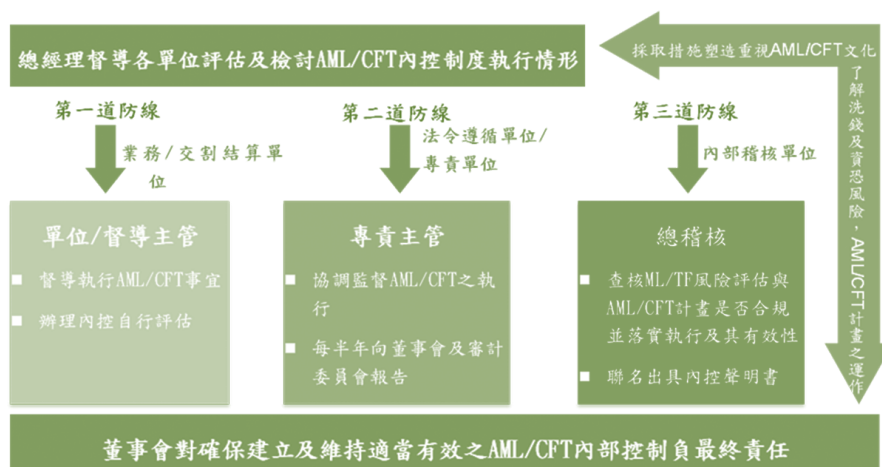 總經理督導各單位評估及檢討AML/CFT內控制度執行情形
採取措施塑造重視AML/CFT文化
了解洗錢及資恐風險，AML/CFT計畫之運作
第一道防線
業務/交割結算單
位
第二道防線
法令遵循單位/
專責單位
第三道防線
內部稽核單位
單位/督導主管
督導執行AML/CFT事宜
辦理內控自行評估
專責主管
協調監督AML/CFT之執
行
每半年向董事會及審計
委員會報告
總稽核
查核ML/TF風險評估與
AML/CFT計畫是否合規
並落實執行及其有效性
聯名出具內控聲明書
董事會對確保建立及維持適當有效之AML/CFT內部控制負最終責任